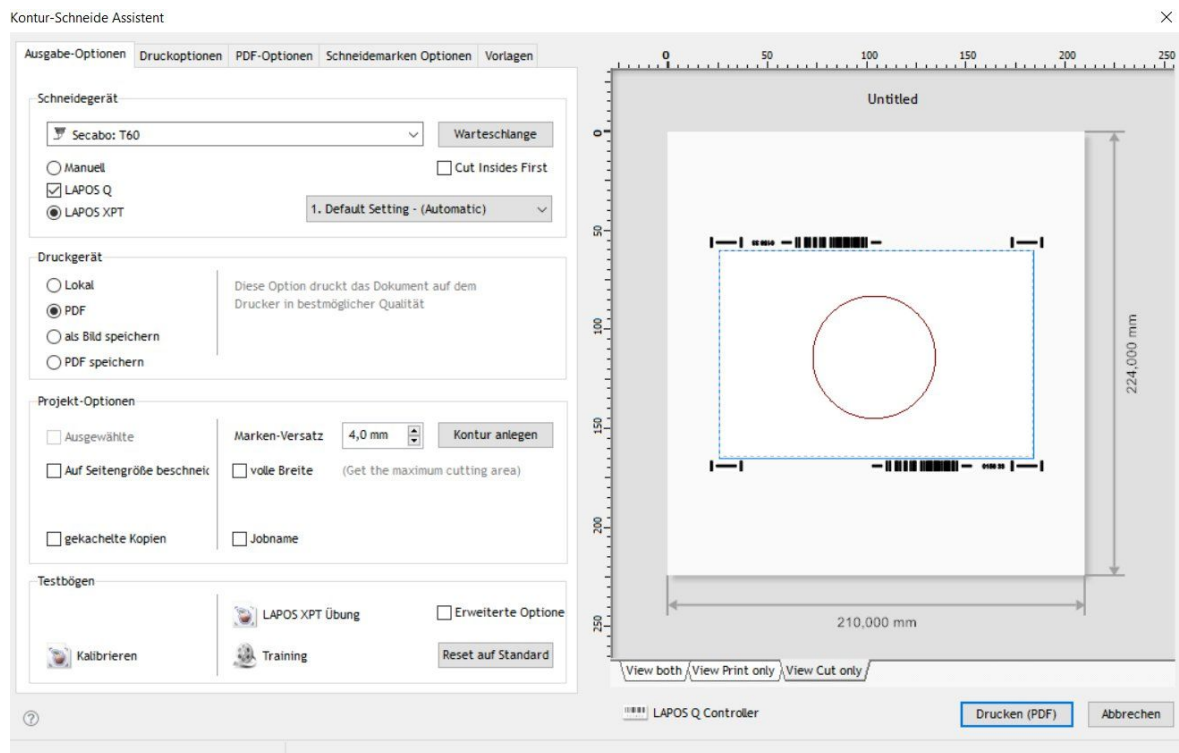 Kontur-Schneide Assistent
Ausgabe-Optionen Druckoptionen PDF-Optionen Schneidemarken Optionen Vorlagen
Schneidegerät
Secabo: T60
Warteschlange
Manuell
Cut Insides First
LAPOS Q
LAPOS XPT
1. Default Setting - (Automatic)
Druckgerät
Lokal
PDF
als Bild speichern
PDF speichern
Diese Option druckt das Dokument auf dem
Drucker in bestmöglicher Qualität
Projekt-Optionen
Ausgewählte
Marken-Versatz
4,0 mm
Kontur anlegen
Auf Seitengröße beschneid
volle Breite
(Get the maximum cutting area)
gekachelte Kopien
Jobname
Testbögen
LAPOS XPT Übung
Erweiterte Optione
Kalibrieren
Training
Reset auf Standard
0 50 100 150 200 250
Untitled
0
50
100
150
200
250
224,000 mm
210,000 mm
View both View Print only View Cut only
LAPOS Q Controller
Drucken (PDF)
Abbrechen